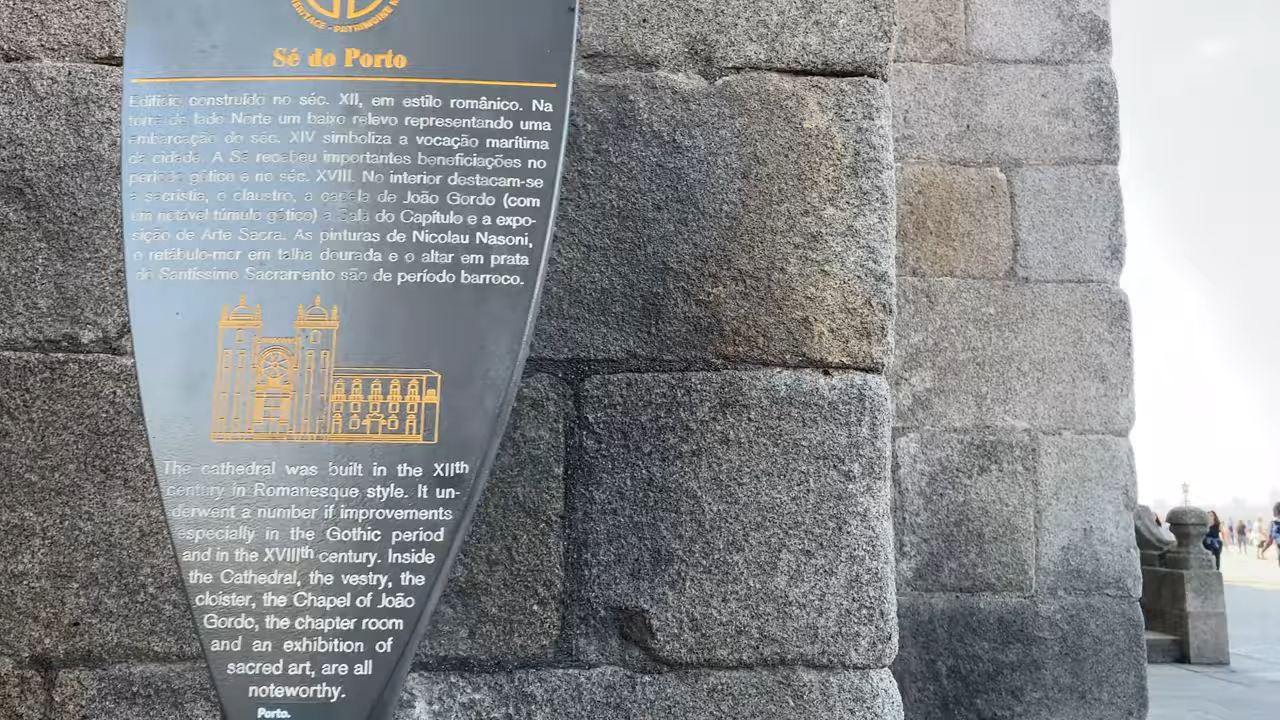 HERITAGE - PATRIMOINE M
Sé do Porto
Edifício construído no séc. XII, em estilo românico. Na
torre de lado Norte um baixo relevo representando uma
embarcação do séc. XIV simboliza a vocação marítima
da cidade. A Sé recebeu importantes beneficiações no
período gótico e no séc. XVIII. No interior destacam-se
a sacristia, o claustro, a capela de João Gordo (com
um notável túmulo gótico) a Sala do Capítulo e a expo-
sição de Arte Sacra. As pinturas de Nicolau Nasoni,
o retábulo-mor em talha dourada e o altar em prata
do Santíssimo Sacramento são de período barroco.
The cathedral was built in the XIIth
century in Romanesque style. It un-
derwent a number if improvements
especially in the Gothic period
and in the XVIIIth century. Inside
the Cathedral, the vestry, the
cloister, the Chapel of João
Gordo, the chapter room
and an exhibition of
sacred art, are all
noteworthy.
Porto.